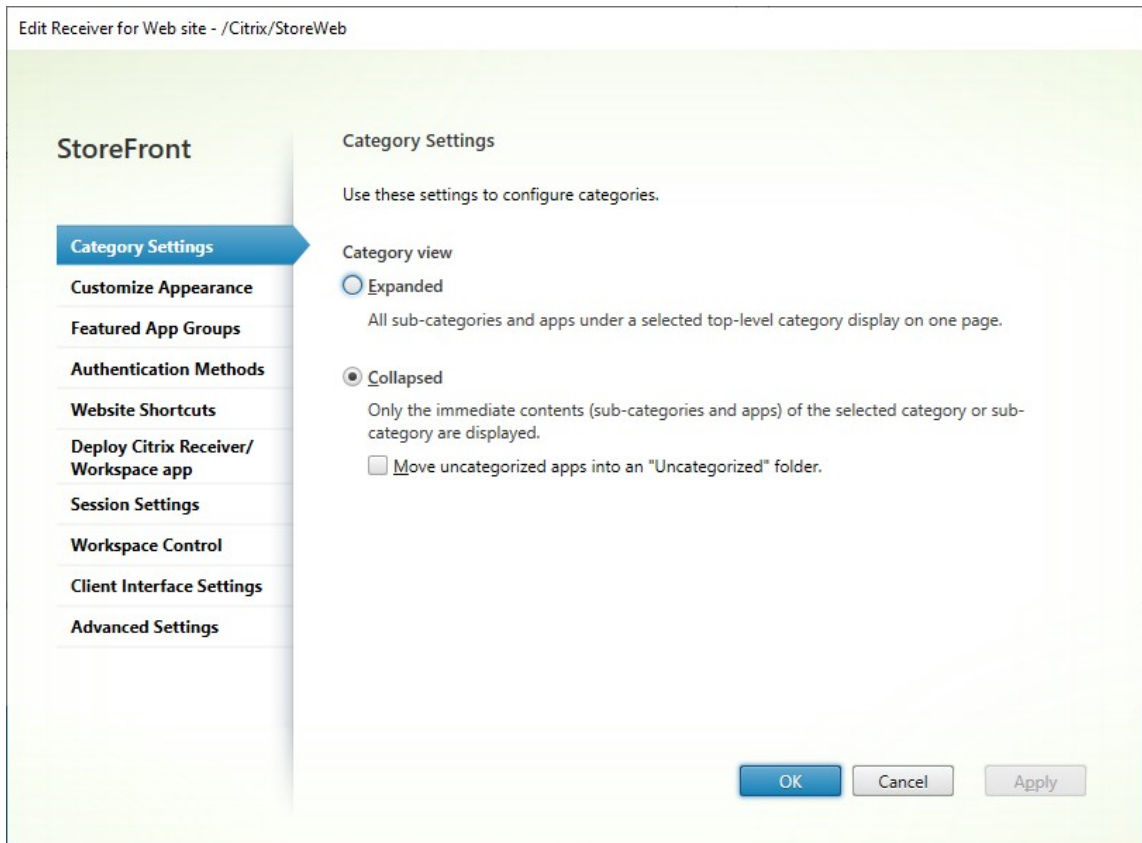 Edit Receiver for Web site - /Citrix/StoreWeb
StoreFront
Category Settings
Customize Appearance
Featured App Groups
Authentication Methods
Website Shortcuts
Deploy Citrix Receiver/
Workspace app
Session Settings
Workspace Control
Client Interface Settings
Advanced Settings
Category Settings
Use these settings to configure categories.
Category view
Expanded
All sub-categories and apps under a selected top-level category display on one page.
Collapsed
Only the immediate contents (sub-categories and apps) of the selected category or sub-
category are displayed.
Move uncategorized apps into an "Uncategorized" folder.
OK
Cancel
Apply